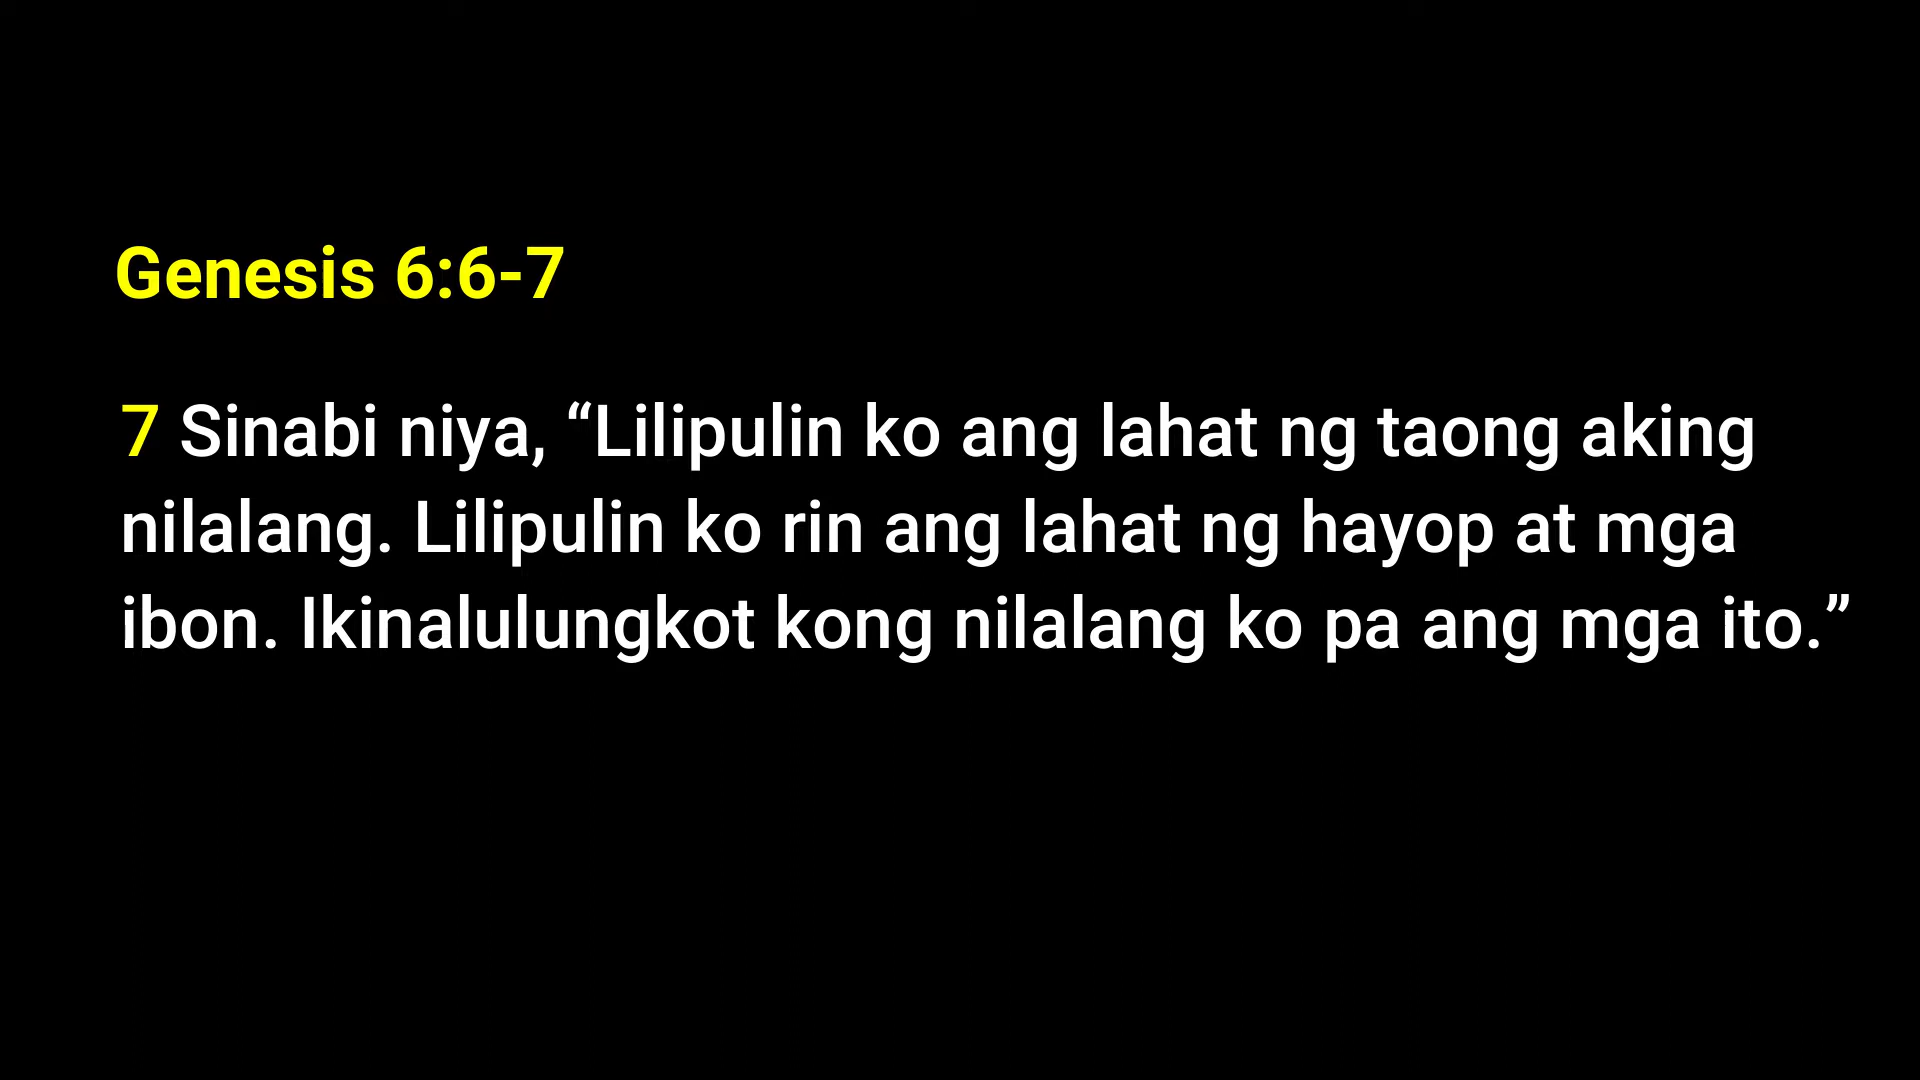 Genesis 6:6-7
7 Sinabi niya, “Lilipulin ko ang lahat ng taong aking
nilalang. Lilipulin ko rin ang lahat ng hayop at mga
ibon. Ikinalulungkot kong nilalang ko pa ang mga ito.”